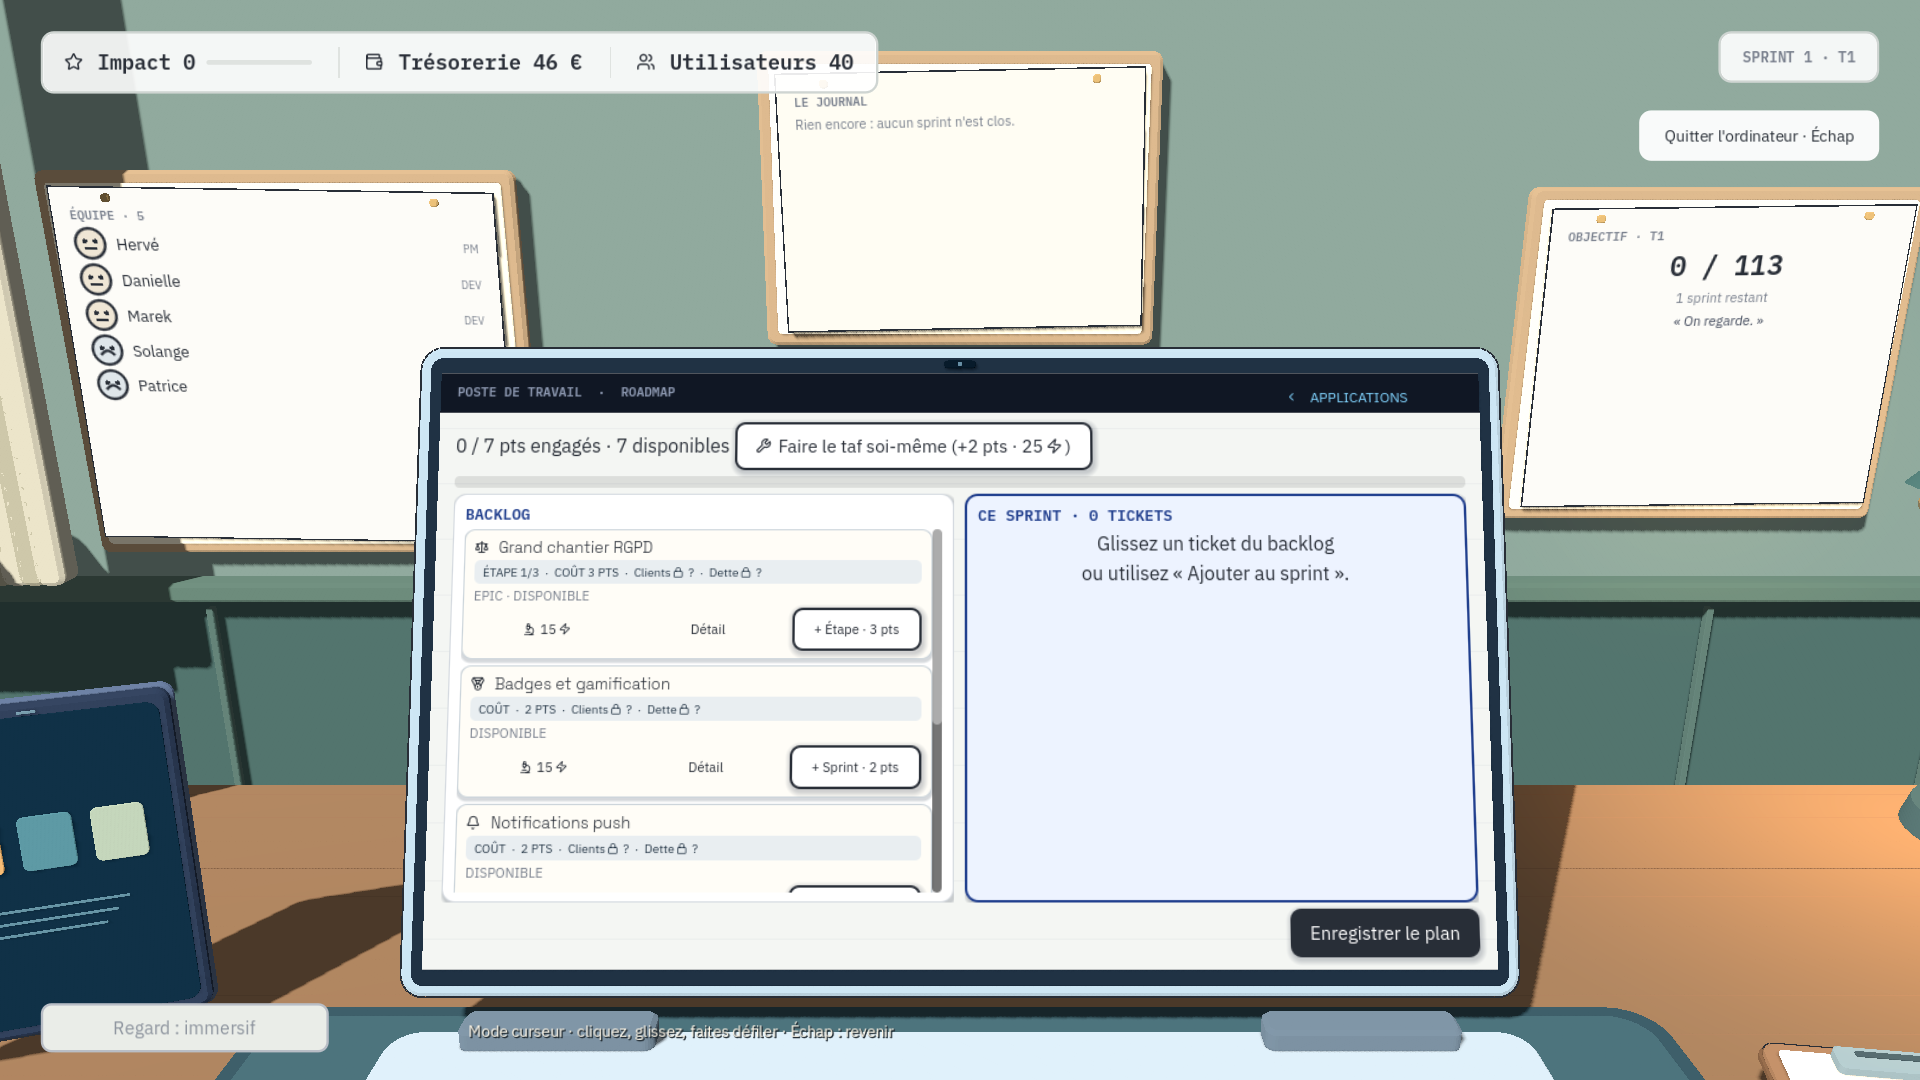 Impact 0
Trésorerie 46 €
Utilisateurs 40
SPRINT 1 · T1
Quitter l'ordinateur · Échap
LE JOURNAL
Rien encore : aucun sprint n'est clos.
ÉQUIPE · 5
Hervé PM
Danielle DEV
Marek DEV
Solange
Patrice
OBJECTIF · T1
0 / 113
1 sprint restant
« On regarde. »
POSTE DE TRAVAIL · ROADMAP
‹ APPLICATIONS
0 / 7 pts engagés · 7 disponibles
Faire le taf soi-même (+2 pts · 25)
BACKLOG
Grand chantier RGPD
ÉTAPE 1/3 · COÛT 3 PTS · Clients ? · Dette ?
EPIC · DISPONIBLE
15 Détail + Étape · 3 pts
Badges et gamification
COÛT · 2 PTS · Clients ? · Dette ?
DISPONIBLE
15 Détail + Sprint · 2 pts
Notifications push
COÛT · 2 PTS · Clients ? · Dette ?
DISPONIBLE
CE SPRINT · 0 TICKETS
Glissez un ticket du backlog
ou utilisez « Ajouter au sprint ».
Enregistrer le plan
Regard : immersif
Mode curseur · cliquez, glissez, faites défiler · Échap : revenir